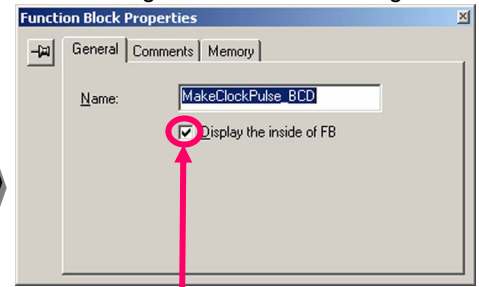 Function Block Properties
General Comments Memory
Name: MakeClockPulse_BCD
Display the inside of FB